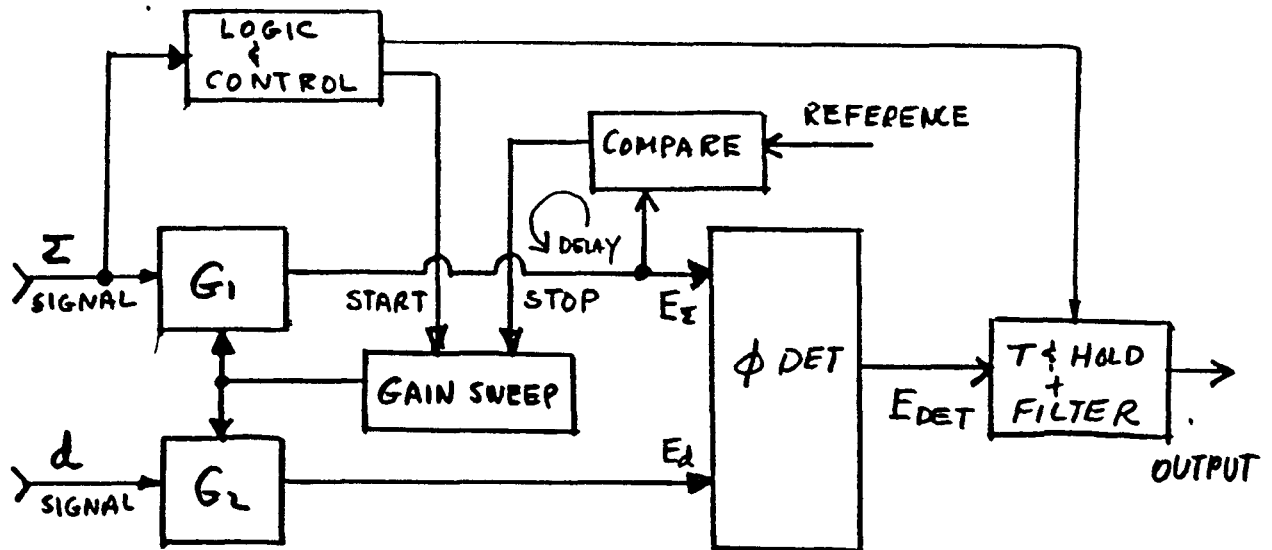 LOGIC
&
CONTROL
COMPARE
REFERENCE
Σ
SIGNAL
G1
DELAY
START
STOP
EΣ
GAIN SWEEP
φ DET
EDET
T & HOLD
+
FILTER
OUTPUT
d
SIGNAL
G2
Ed